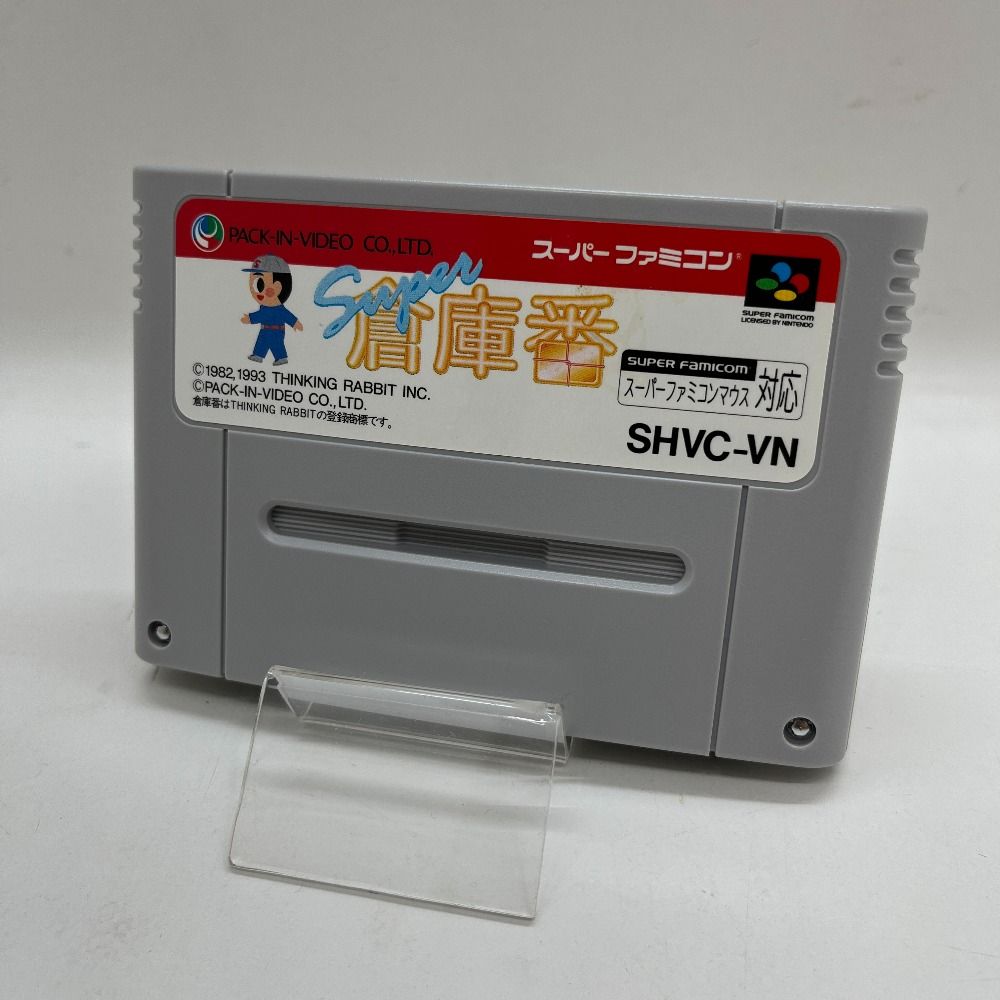 PACK-IN-VIDEO CO.,LTD.
スーパーファミコン®
Super
倉庫番
SUPER FAMICOM
LICENSED BY NINTENDO
©1982,1993 THINKING RABBIT INC.
©PACK-IN-VIDEO CO.,LTD.
倉庫番はTHINKING RABBITの登録商標です。
SUPER FAMICOM
スーパーファミコンマウス 対応
SHVC-VN